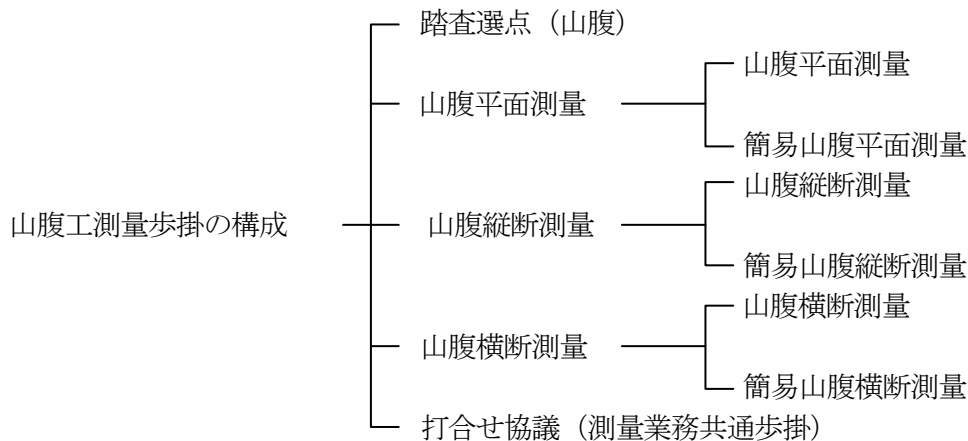 踏査選点（山腹）
山腹平面測量
山腹平面測量
簡易山腹平面測量
山腹工測量歩掛の構成
山腹縦断測量
山腹縦断測量
簡易山腹縦断測量
山腹横断測量
山腹横断測量
簡易山腹横断測量
打合せ協議（測量業務共通歩掛）